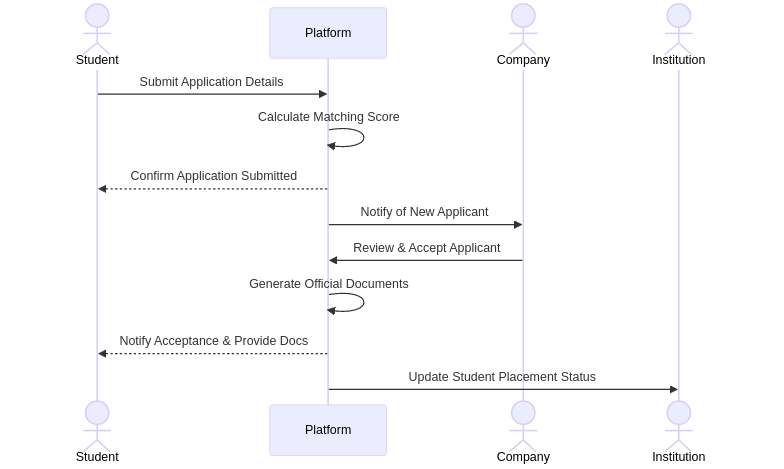 Student
Platform
Company
Institution
Submit Application Details
Calculate Matching Score
Confirm Application Submitted
Notify of New Applicant
Review & Accept Applicant
Generate Official Documents
Notify Acceptance & Provide Docs
Update Student Placement Status
Student
Platform
Company
Institution